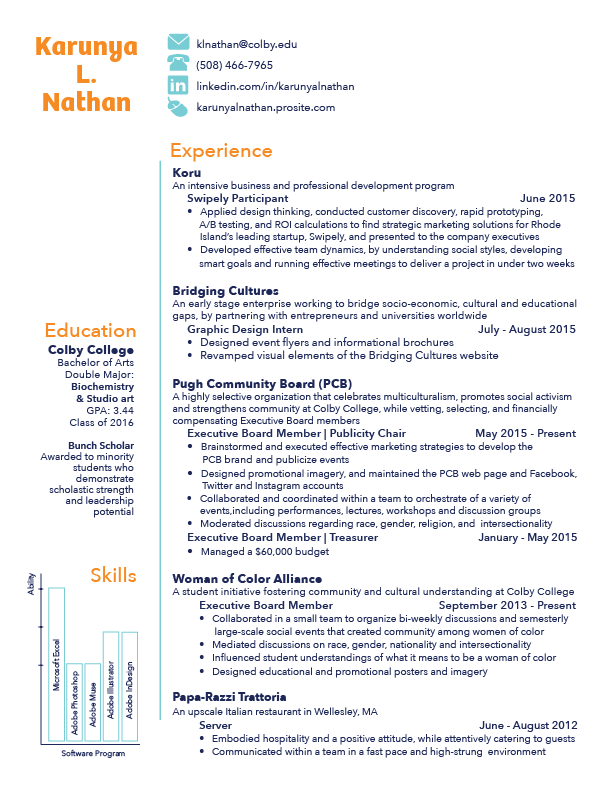 Karunya
L.
Nathan
klnathan@colby.edu
(508) 466-7965
linkedin.com/in/karunyalnathan
karunyalnathan.prosite.com
Experience
Koru
An intensive business and professional development program
Swipely Participant June 2015
• Applied design thinking, conducted customer discovery, rapid prototyping,
A/B testing, and ROI calculations to find strategic marketing solutions for Rhode
Island's leading startup, Swipely, and presented to the company executives
• Developed effective team dynamics, by understanding social styles, developing
smart goals and running effective meetings to deliver a project in under two weeks
Bridging Cultures
An early stage enterprise working to bridge socio-economic, cultural and educational
gaps, by partnering with entrepreneurs and universities worldwide
Graphic Design Intern July - August 2015
• Designed event flyers and informational brochures
• Revamped visual elements of the Bridging Cultures website
Pugh Community Board (PCB)
A highly selective organization that celebrates multiculturalism, promotes social activism
and strengthens community at Colby College, while vetting, selecting, and financially
compensating Executive Board members
Executive Board Member | Publicity Chair May 2015 - Present
• Brainstormed and executed effective marketing strategies to develop the
PCB brand and publicize events
• Designed promotional imagery, and maintained the PCB web page and Facebook,
Twitter and Instagram accounts
• Collaborated and coordinated within a team to orchestrate of a variety of
events,including performances, lectures, workshops and discussion groups
• Moderated discussions regarding race, gender, religion, and intersectionality
Executive Board Member | Treasurer January - May 2015
• Managed a $60,000 budget
Woman of Color Alliance
A student initiative fostering community and cultural understanding at Colby College
Executive Board Member September 2013 - Present
• Collaborated in a small team to organize bi-weekly discussions and semesterly
large-scale social events that created community among women of color
• Mediated discussions on race, gender, nationality and intersectionality
• Influenced student understandings of what it means to be a woman of color
• Designed educational and promotional posters and imagery
Papa-Razzi Trattoria
An upscale Italian restaurant in Wellesley, MA
Server June - August 2012
• Embodied hospitality and a positive attitude, while attentively catering to guests
• Communicated within a team in a fast pace and high-strung environment
Education
Colby College
Bachelor of Arts
Double Major:
Biochemistry
& Studio art
GPA: 3.44
Class of 2016
Bunch Scholar
Awarded to minority
students who
demonstrate
scholastic strength
and leadership
potential
Skills
Ability
Microsoft Excel
Adobe Photoshop
Adobe Muse
Adobe Illustrator
Adobe InDesign
Software Program